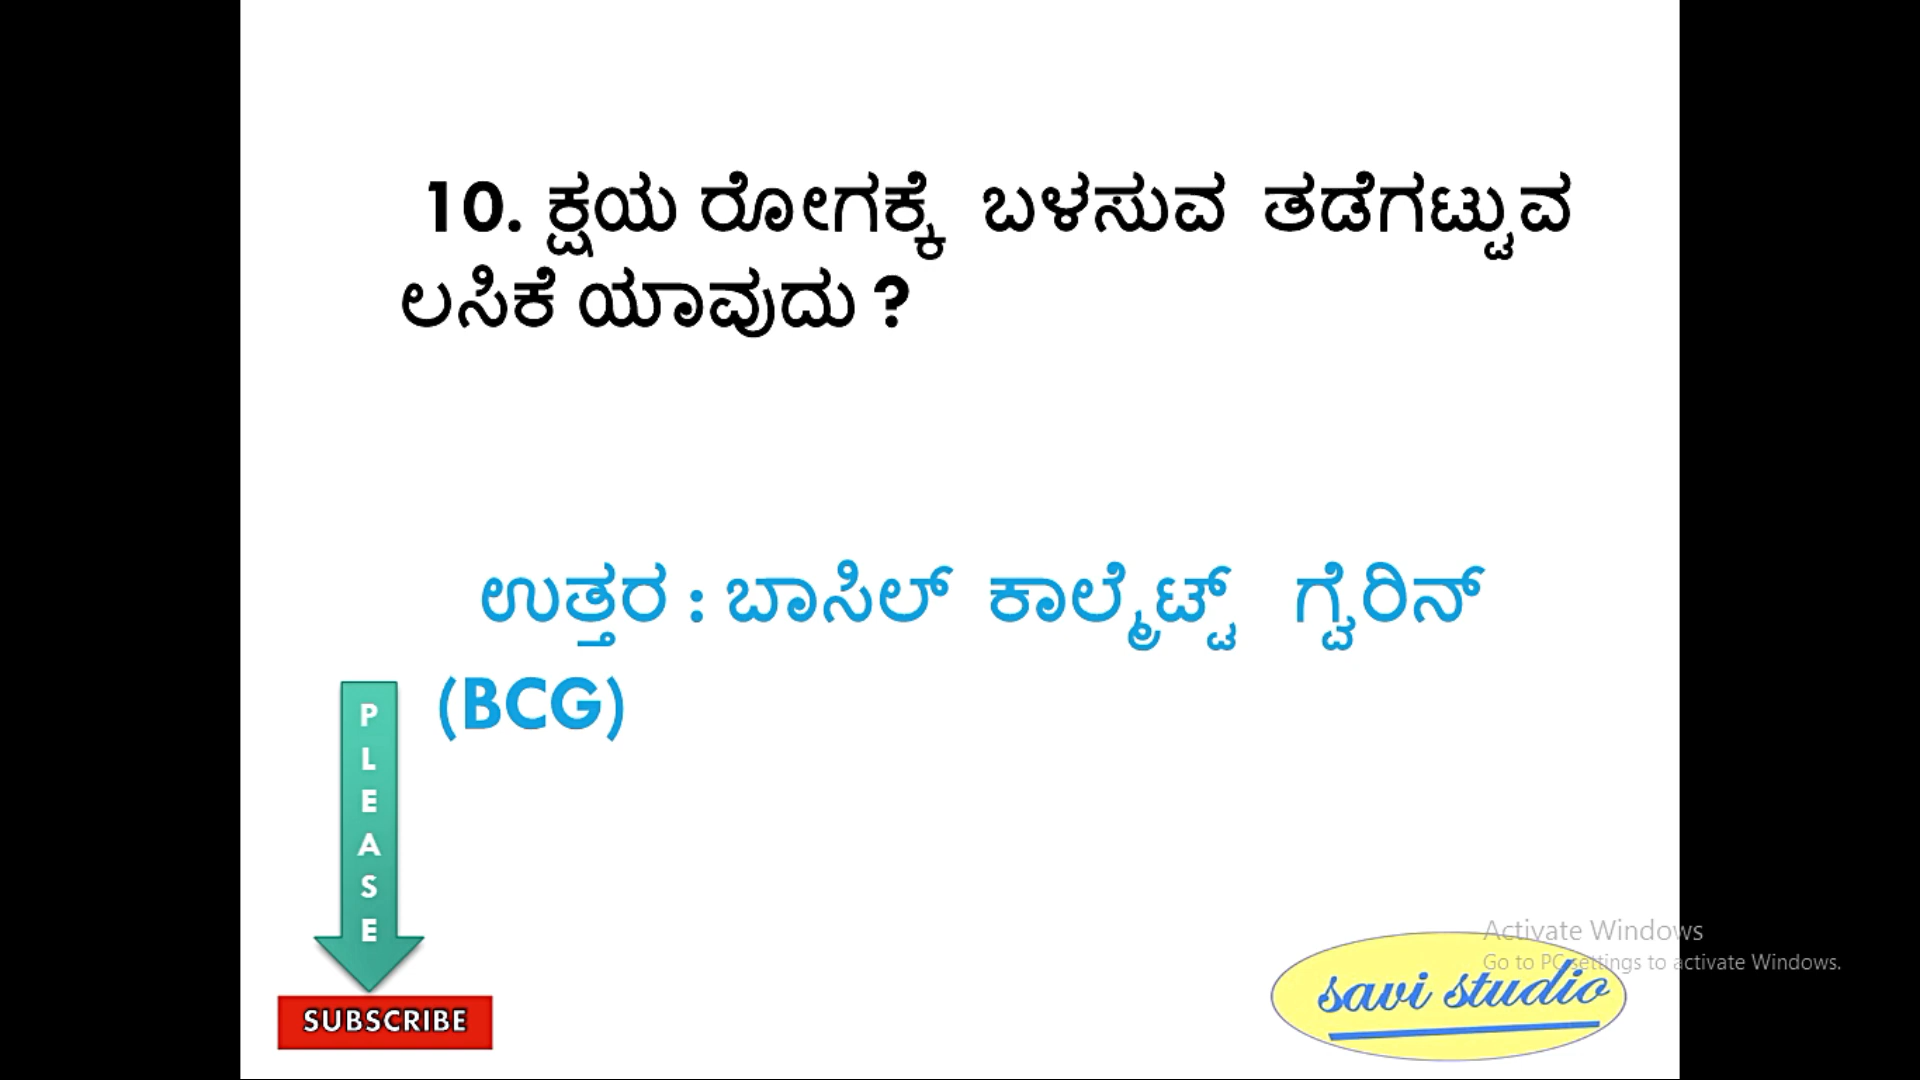 10. ಕ್ಷಯ ರೋಗಕ್ಕೆ ಬಳಸುವ ತಡೆಗಟ್ಟುವ
ಲಸಿಕೆ ಯಾವುದು ?
ಉತ್ತರ : ಬಾಸಿಲ್ ಕಾಲ್ಮೆಟ್ಟ್ ಗ್ವೆರಿನ್
(BCG)
PLEASE
SUBSCRIBE
Activate Windows
Go to PC settings to activate Windows.
savi studio